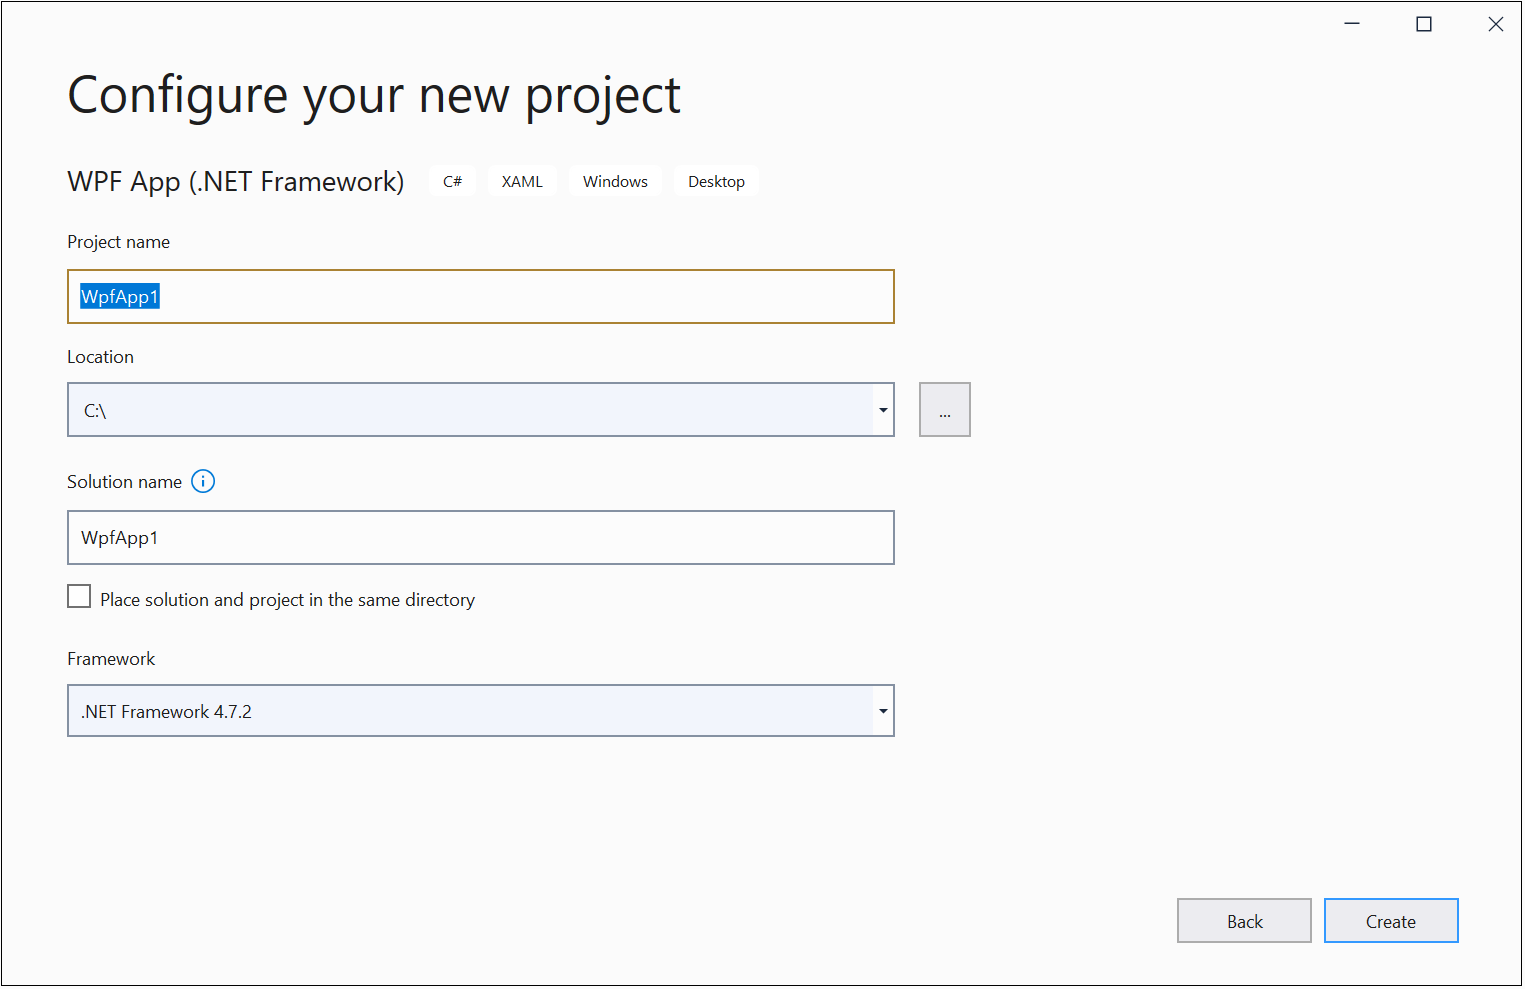 Configure your new project
WPF App (.NET Framework) C# XAML Windows Desktop
Project name
WpfApp1
Location
C:\
...
Solution name
WpfApp1
Place solution and project in the same directory
Framework
.NET Framework 4.7.2
Back Create